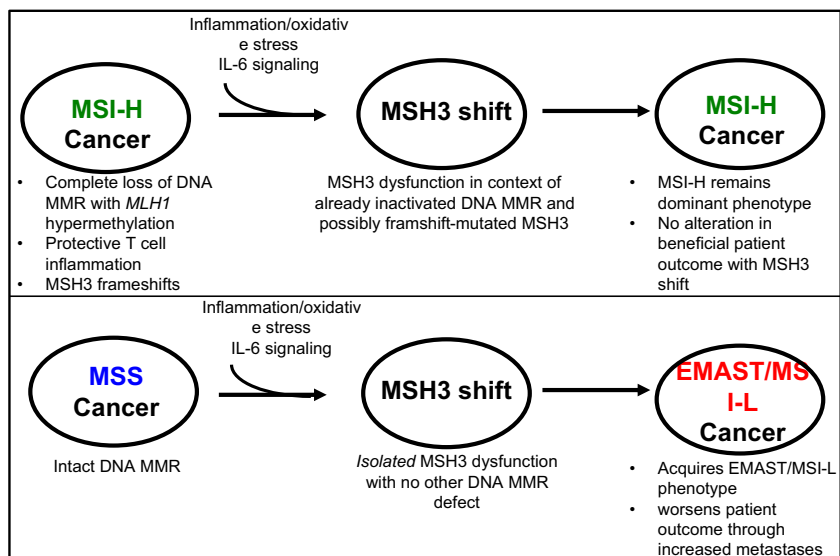 Inflammation/oxidativ
e stress
IL-6 signaling
MSI-H
Cancer
MSH3 shift
MSI-H
Cancer
• Complete loss of DNA
MMR with MLH1
hypermethylation
• Protective T cell
inflammation
• MSH3 frameshifts
MSH3 dysfunction in context of
already inactivated DNA MMR and
possibly framshift-mutated MSH3
• MSI-H remains
dominant phenotype
• No alteration in
beneficial patient
outcome with MSH3
shift
Inflammation/oxidativ
e stress
IL-6 signaling
MSS
Cancer
MSH3 shift
EMAST/MS
I-L
Cancer
Intact DNA MMR
Isolated MSH3 dysfunction
with no other DNA MMR
defect
• Acquires EMAST/MSI-L
phenotype
• worsens patient
outcome through
increased metastases